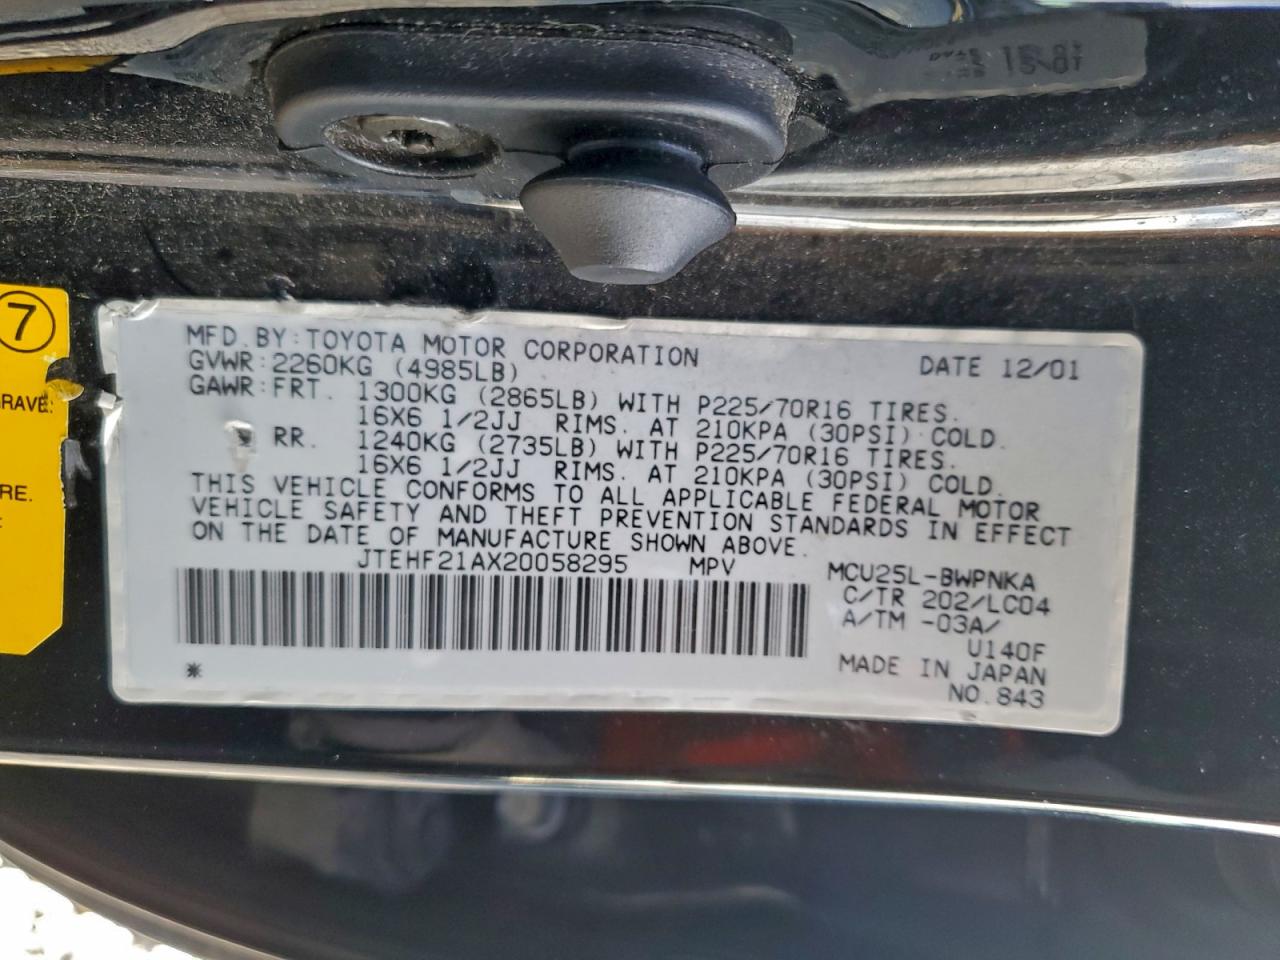 7
RAVE
RE.
MFD. BY: TOYOTA MOTOR CORPORATION DATE 12/01
GVWR: 2260KG (4985LB)
GAWR: FRT. 1300KG (2865LB) WITH P225/70R16 TIRES.
16X6 1/2JJ RIMS. AT 210KPA (30PSI) COLD.
RR. 1240KG (2735LB) WITH P225/70R16 TIRES.
16X6 1/2JJ RIMS. AT 210KPA (30PSI) COLD.
THIS VEHICLE CONFORMS TO ALL APPLICABLE FEDERAL MOTOR
VEHICLE SAFETY AND THEFT PREVENTION STANDARDS IN EFFECT
ON THE DATE OF MANUFACTURE SHOWN ABOVE.
JTEHF21AX20058295 MPV MCU25L-BWPNKA
C/TR 202/LC04
A/TM -03A/
U140F
MADE IN JAPAN
* NO.843